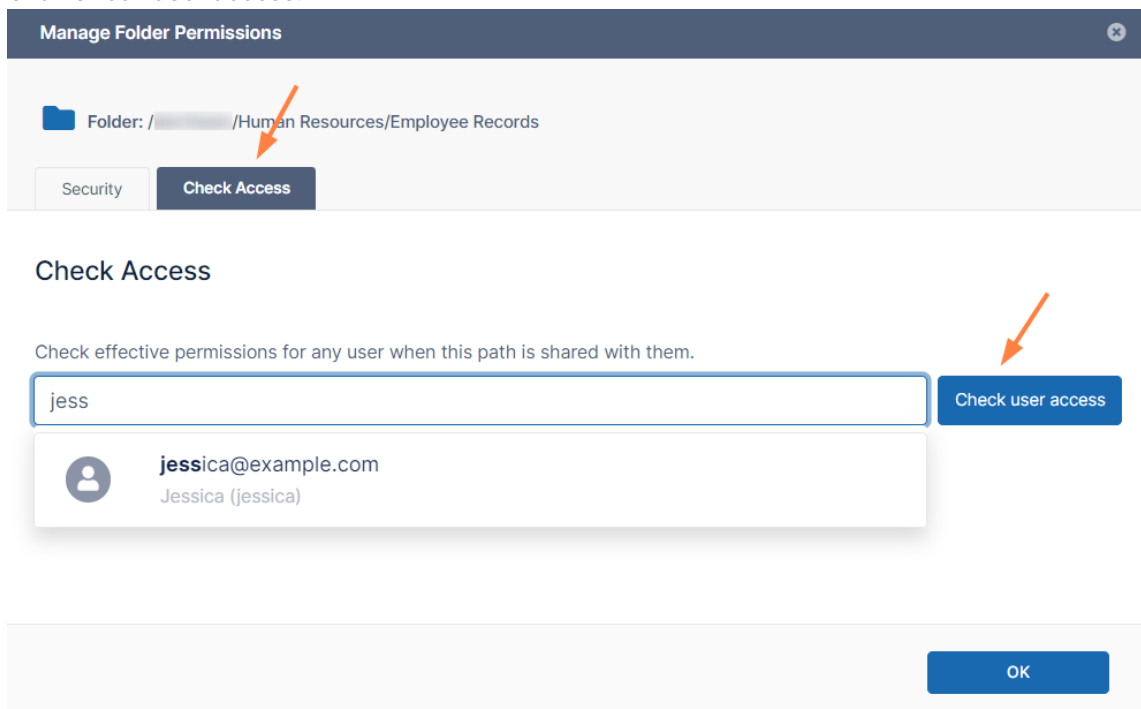 Manage Folder Permissions
Folder: / /Human Resources/Employee Records
Security
Check Access
Check Access
Check effective permissions for any user when this path is shared with them.
jess
Check user access
jessica@example.com
Jessica (jessica)
OK